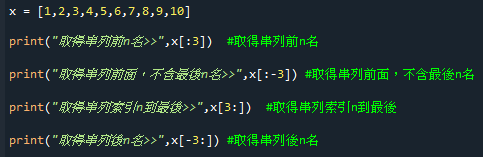 x = [1,2,3,4,5,6,7,8,9,10]
print("取得串列前n名>>",x[:3])  #取得串列前n名
print("取得串列前面，不含最後n名>>",x[:-3]) #取得串列前面，不含最後n名
print("取得串列索引n到最後>>",x[3:])  #取得串列索引n到最後
print("取得串列後n名>>",x[-3:]) #取得串列後n名